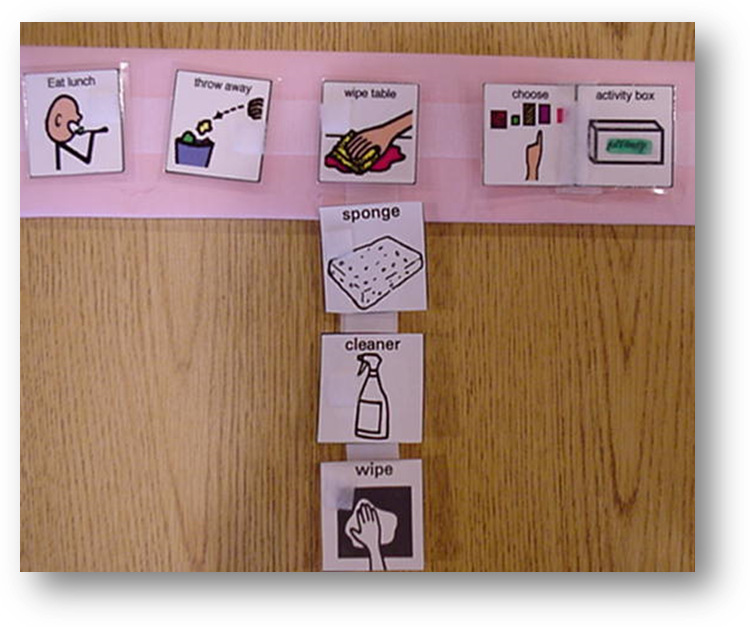 Eat lunch
throw away
wipe table
choose
activity box
sponge
cleaner
wipe